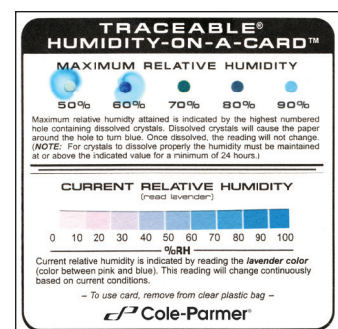 TRACEABLE®
HUMIDITY-ON-A-CARD™
MAXIMUM RELATIVE HUMIDITY
50% 60% 70% 80% 90%
Maximum relative humidity attained is indicated by the highest numbered
hole containing dissolved crystals. Dissolved crystals will cause the paper
around the hole to turn blue. Once dissolved, the reading will not change.
(NOTE: For crystals to dissolve properly the humidity must be maintained
at or above the indicated value for a minimum of 24 hours.)
CURRENT RELATIVE HUMIDITY
(read lavender)
0 10 20 30 40 50 60 70 80 90 100
%RH
Current relative humidity is indicated by reading the lavender color
(color between pink and blue). This reading will change continuously
based on current conditions.
– To use card, remove from clear plastic bag –
Cole-Parmer®